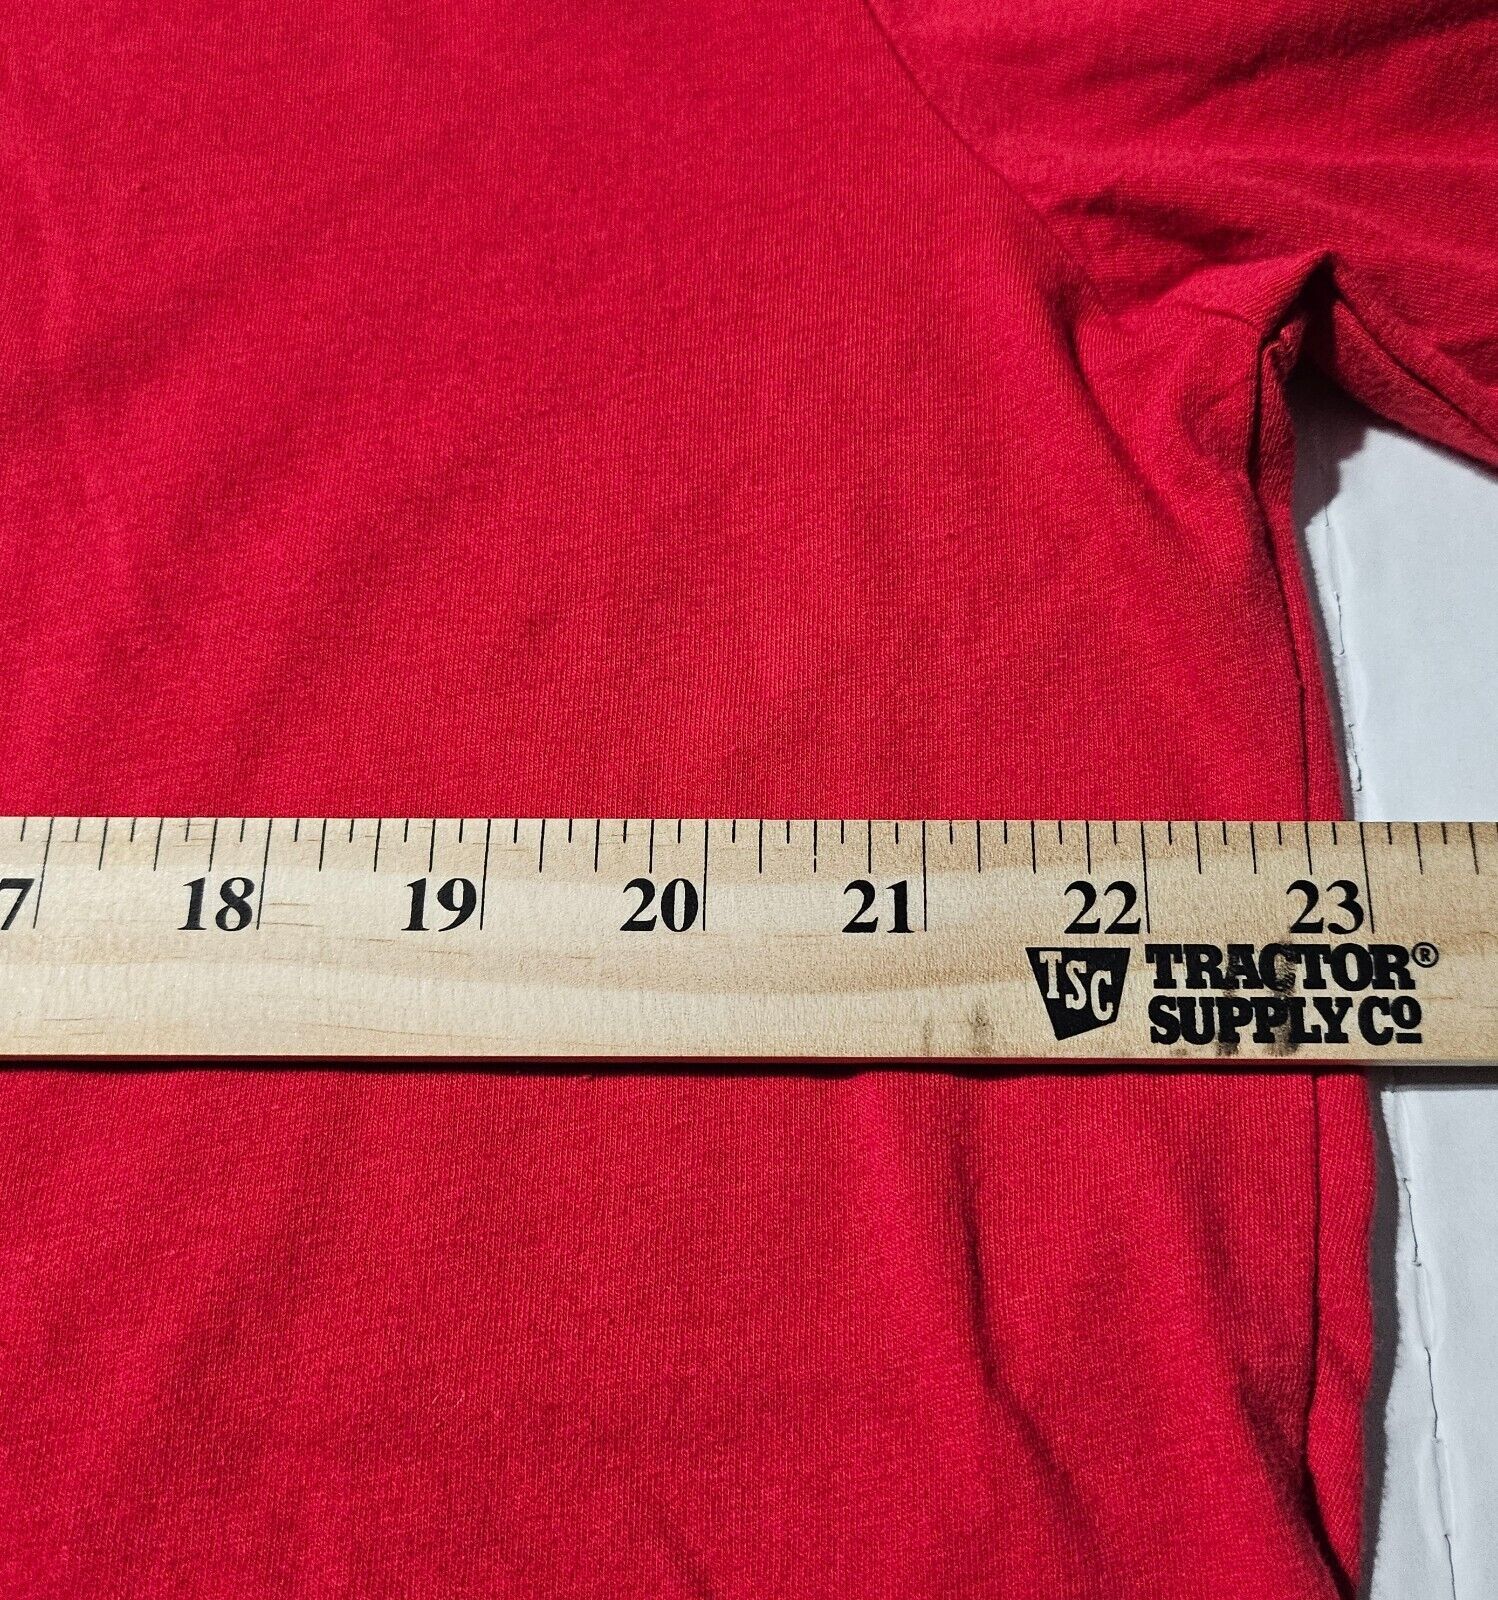 7 18 19 20 21 22 23
TSC TRACTOR®
SUPPLY CO